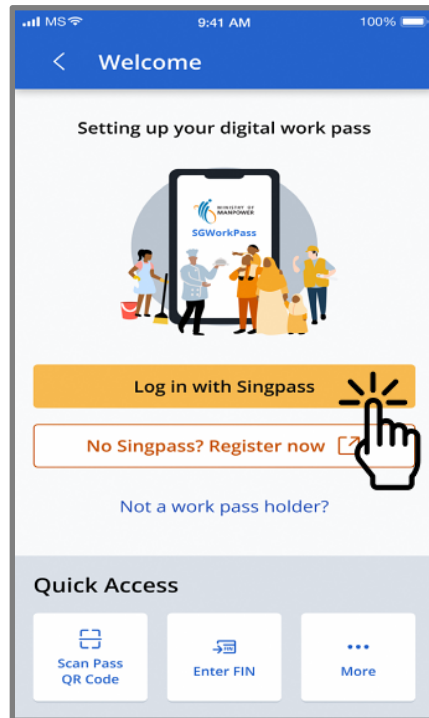 MS 9:41 AM 100%
Welcome
Setting up your digital work pass
MINISTRY OF
MANPOWER
SGWorkPass
Log in with Singpass
No Singpass? Register now
Not a work pass holder?
Quick Access
FIN
Scan Pass
QR Code
Enter FIN
More